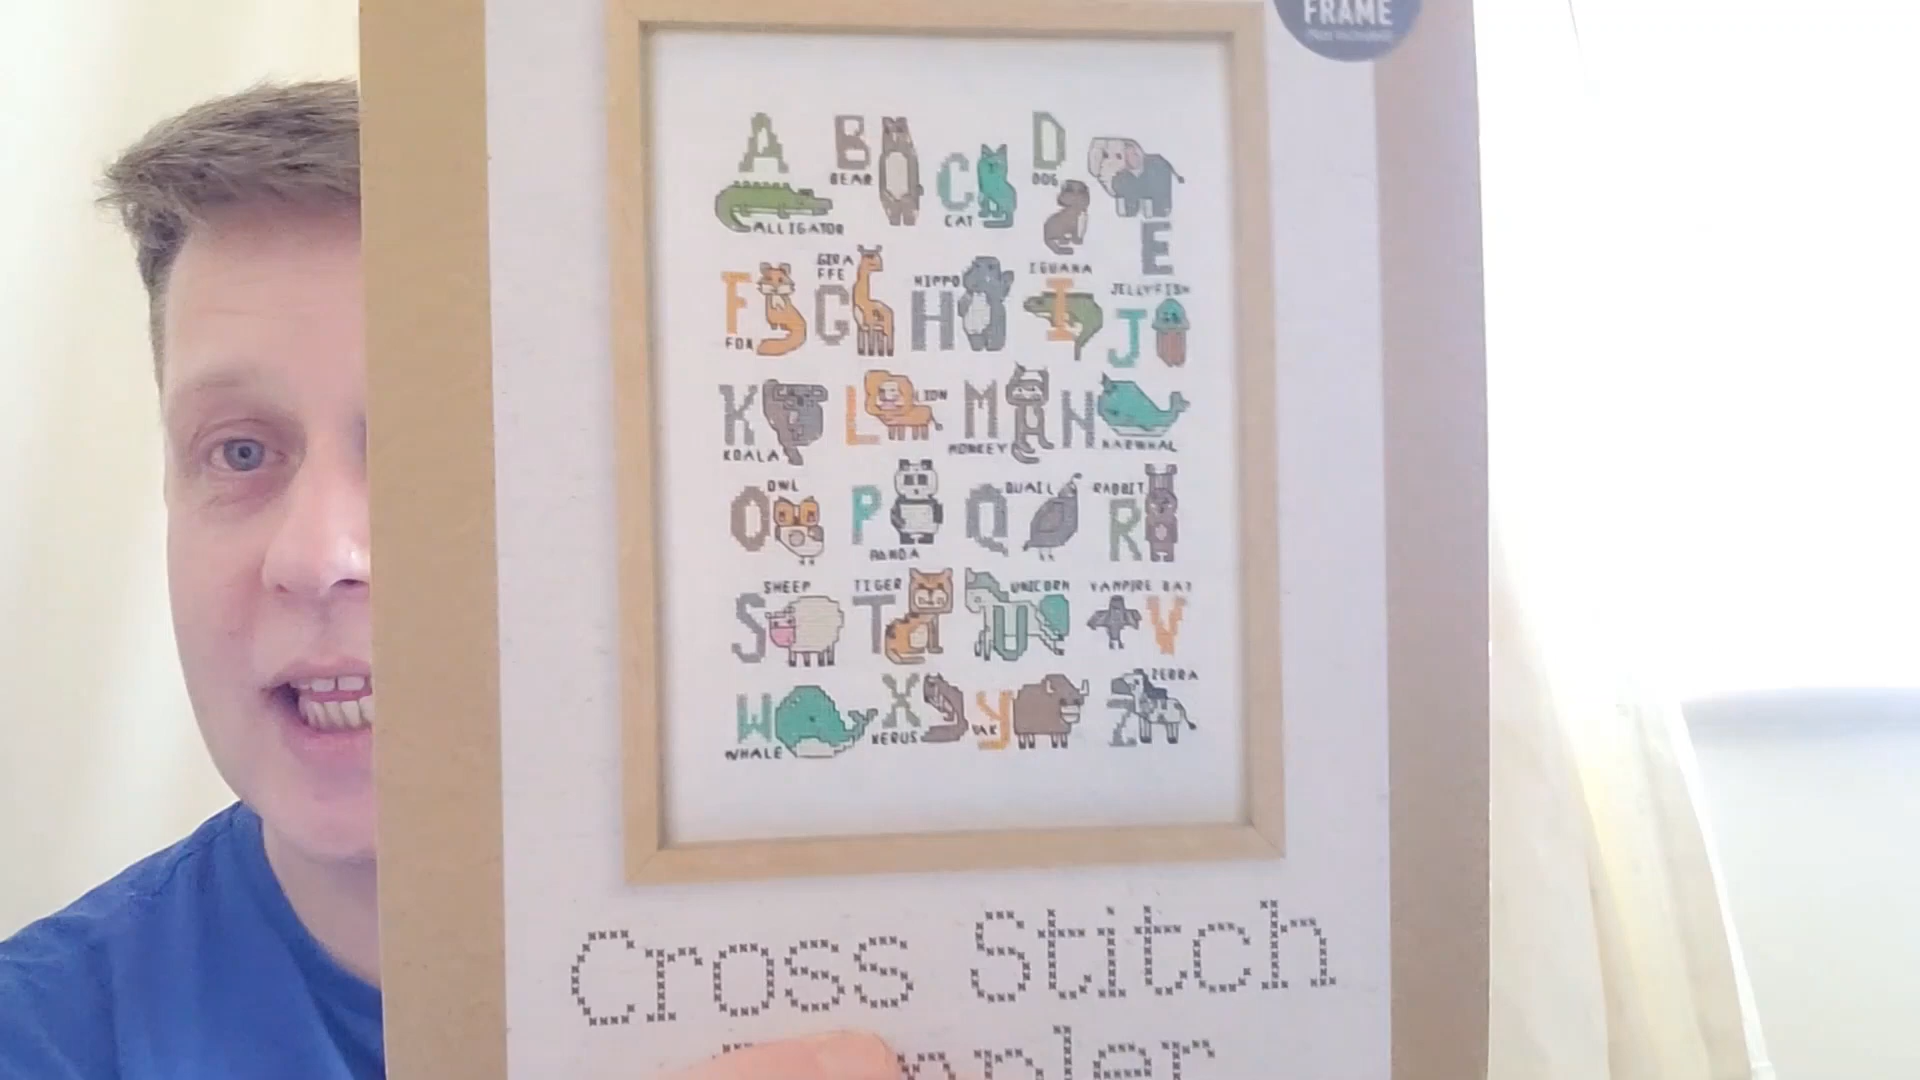 FRAME
A B C D
BEAR DOG
ALLIGATOR CAT
E
GIRA IGUANA
FFE HIPPO JELLYFISH
F G H I J
FOX
K L LION M N
KOALA MONKEY NARWHAL
OWL QUAIL RABBIT
O P Q R
PANDA
SHEEP TIGER UNICORN VAMPIRE BAT
S T U V
ZEBRA
W X Y Z
WHALE XERUS YAK
Cross Stitch